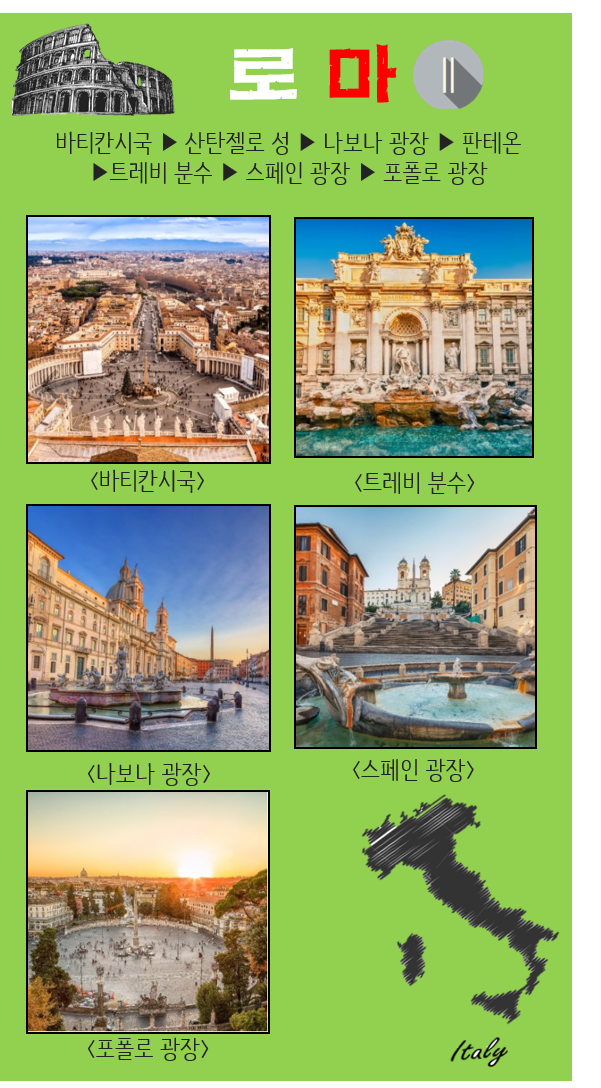 로마 II
바티칸시국 ▶ 산탄젤로 성 ▶ 나보나 광장 ▶ 판테온
▶트레비 분수 ▶ 스페인 광장 ▶ 포폴로 광장
<바티칸시국>
<트레비 분수>
<나보나 광장>
<스페인 광장>
<포폴로 광장>
Italy